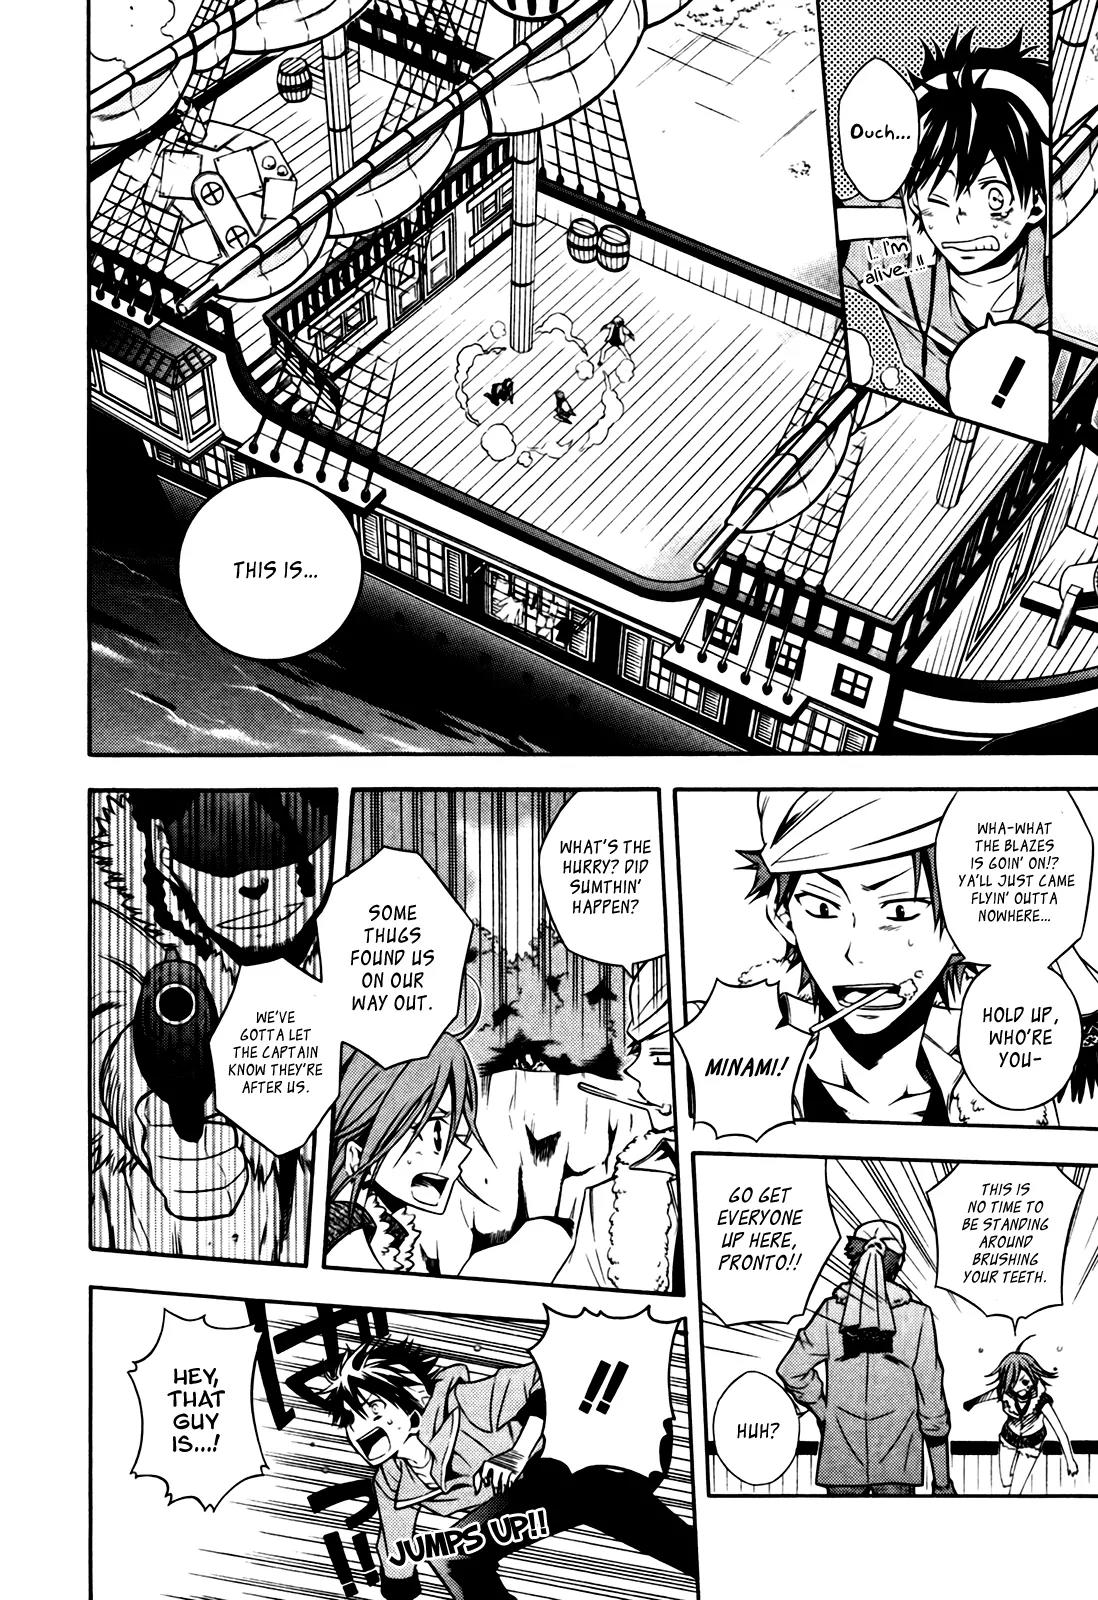 Ouch...
I.. I'm
alive...!!
!
THIS IS...
WHA-WHAT
THE BLAZES
IS GOIN' ON!?
YA'LL JUST CAME
FLYIN' OUTTA
NOWHERE...
HOLD UP,
WHO'RE
YOU-
MINAMI!
WHAT'S THE
HURRY? DID
SUMTHIN'
HAPPEN?
SOME
THUGS
FOUND US
ON OUR
WAY OUT.
WE'VE
GOTTA LET
THE CAPTAIN
KNOW THEY'RE
AFTER US.
THIS IS
NO TIME TO
BE STANDING
AROUND
BRUSHING
YOUR TEETH.
GO GET
EVERYONE
UP HERE,
PRONTO!!
HUH?
!!
HEY,
THAT
GUY
IS...!
JUMPS UP!!